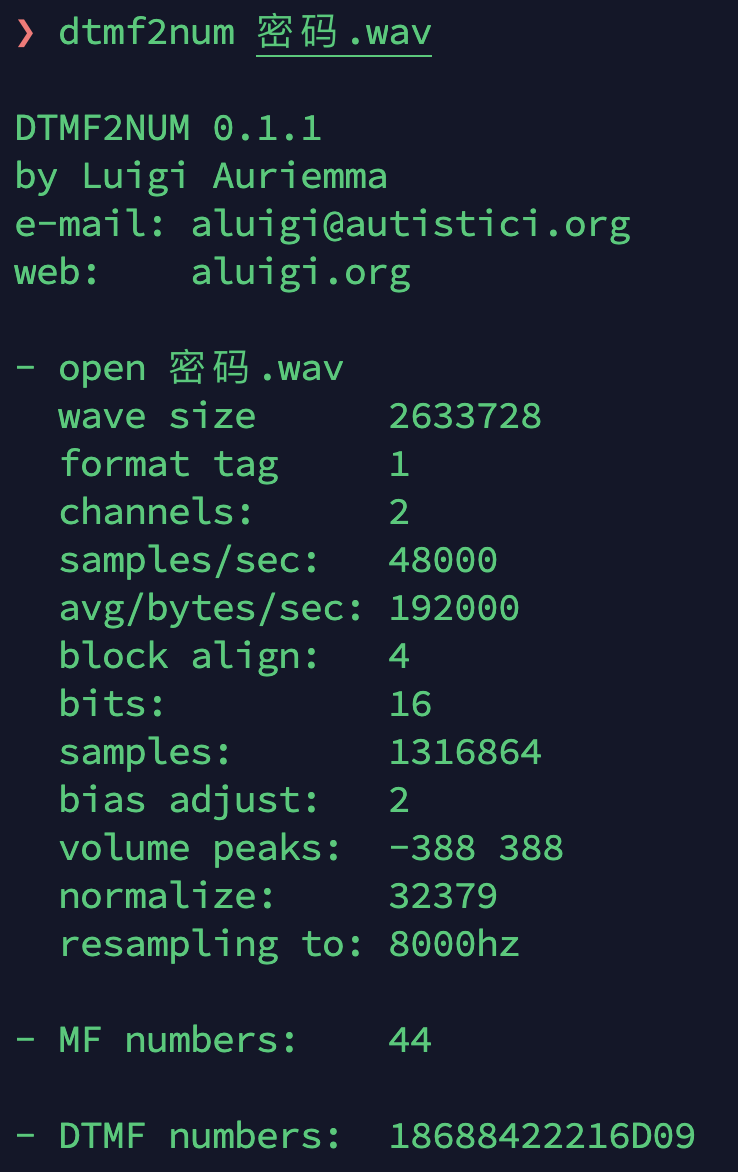 ❯ dtmf2num 密码.wav
DTMF2NUM 0.1.1
by Luigi Auriemma
e-mail: aluigi@autistici.org
web:    aluigi.org
- open 密码.wav
  wave size      2633728
  format tag     1
  channels:      2
  samples/sec:   48000
  avg/bytes/sec: 192000
  block align:   4
  bits:          16
  samples:       1316864
  bias adjust:   2
  volume peaks:  -388 388
  normalize:     32379
  resampling to: 8000hz
- MF numbers:    44
- DTMF numbers:  18688422216D09